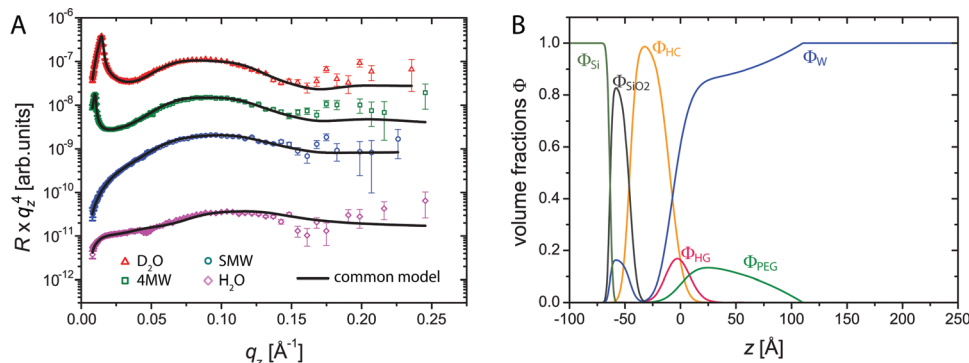 A
R x q_z^4 [arb.units]
10^-6
10^-7
10^-8
10^-9
10^-10
10^-11
10^-12
D₂O
SMW
4MW
H₂O
common model
0.00
0.05
0.10
0.15
0.20
0.25
q_z [Å^-1]
B
volume fractions Φ
1.0
0.8
0.6
0.4
0.2
0.0
Φ_Si
Φ_SiO2
Φ_HC
Φ_W
Φ_HG
Φ_PEG
-100
-50
0
50
100
150
200
250
z [Å]